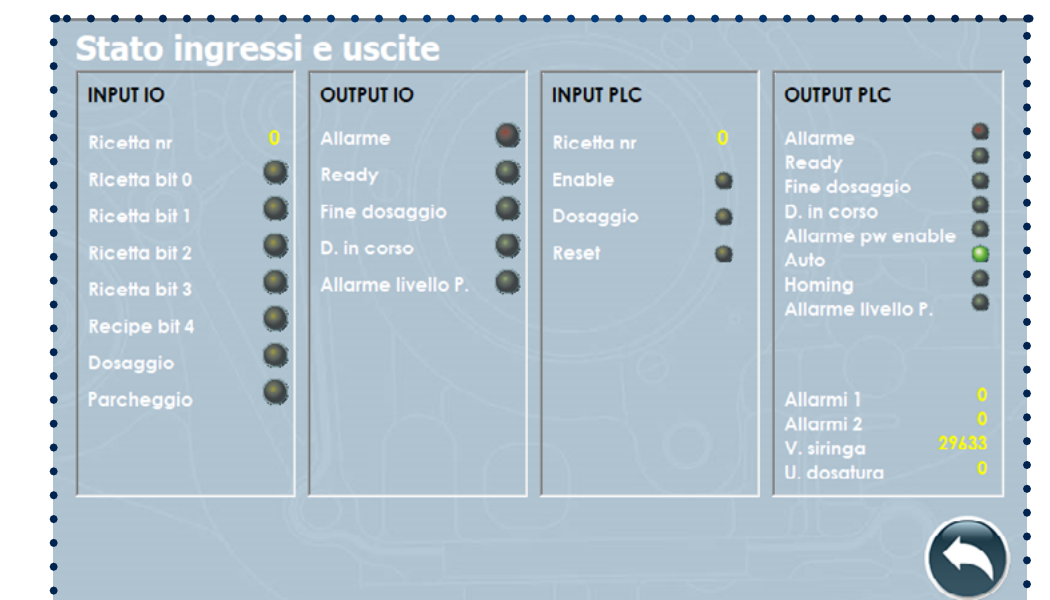 Stato ingressi e uscite
INPUT IO
Ricetta nr 0
Ricetta bit 0
Ricetta bit 1
Ricetta bit 2
Ricetta bit 3
Recipe bit 4
Dosaggio
Parcheggio
OUTPUT IO
Allarme
Ready
Fine dosaggio
D. in corso
Allarme livello P.
INPUT PLC
Ricetta nr 0
Enable
Dosaggio
Reset
OUTPUT PLC
Allarme
Ready
Fine dosaggio
D. in corso
Allarme pw enable
Auto
Homing
Allarme livello P.
Allarmi 1 0
Allarmi 2 0
V. siringa 29633
U. dosatura 0